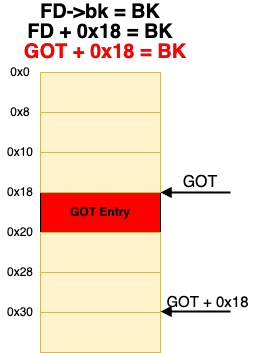 FD->bk = BK
FD + 0x18 = BK
GOT + 0x18 = BK
0x0
0x8
0x10
0x18
GOT
GOT Entry
0x20
0x28
0x30
GOT + 0x18